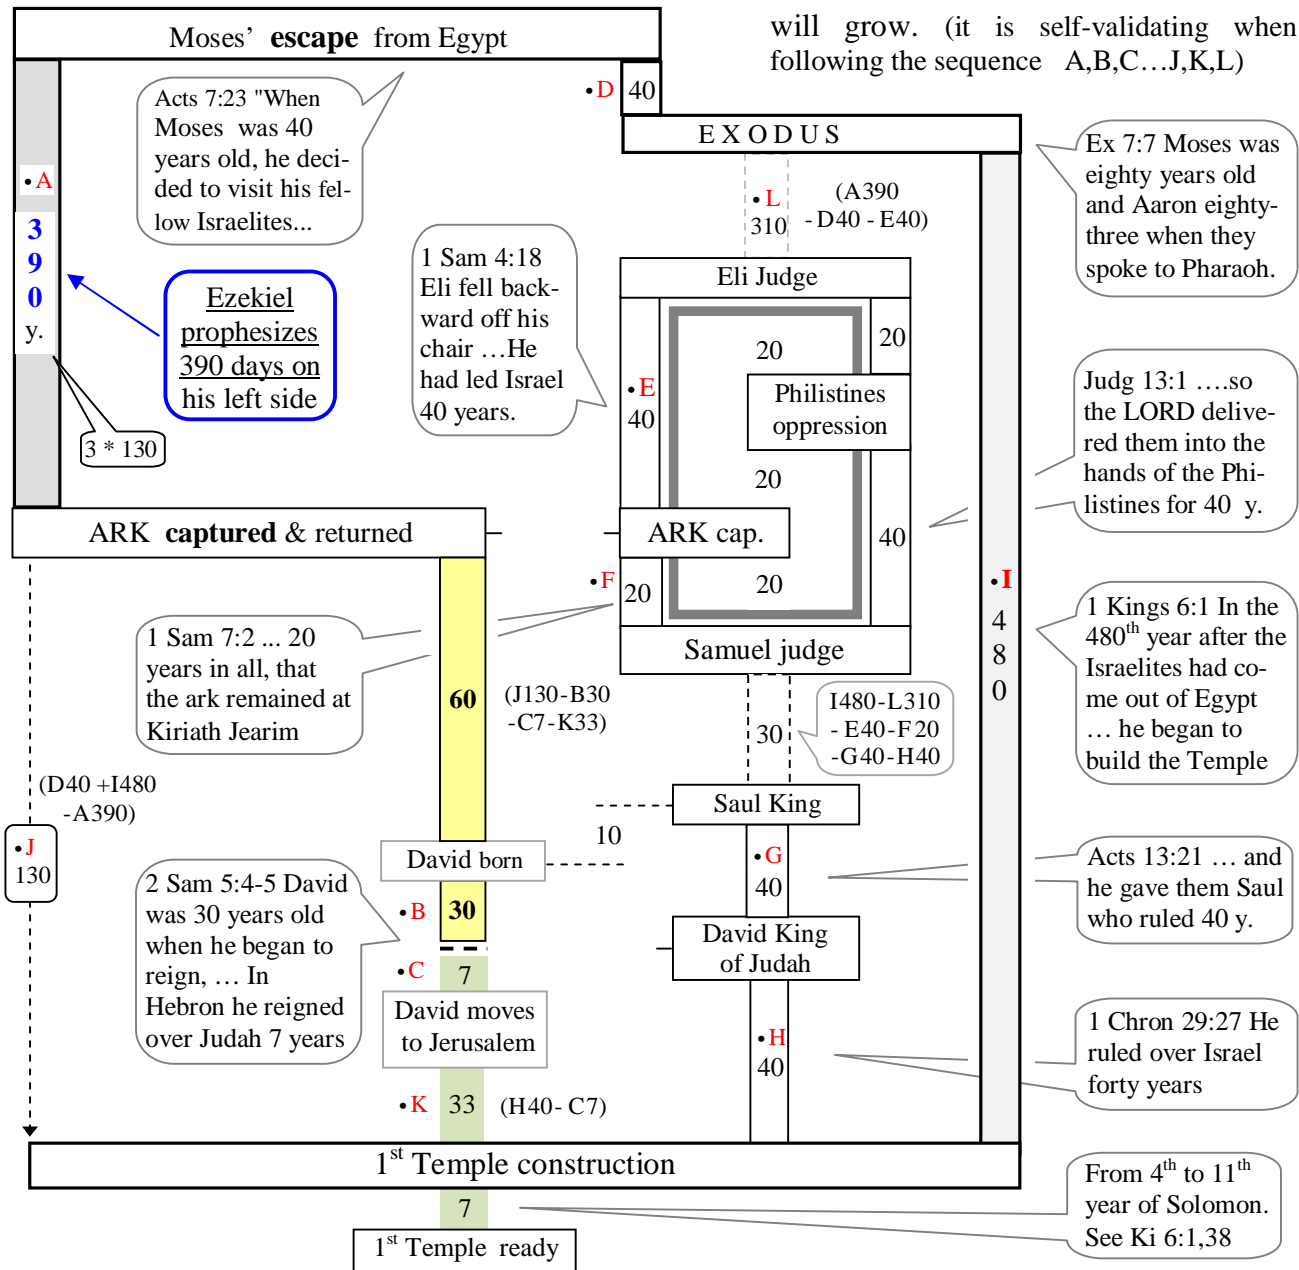 will grow. (it is self-validating when
following the sequence A,B,C…J,K,L)
Moses’ escape from Egypt
• D
40
EXODUS
Acts 7:23 "When
Moses was 40
years old, he deci-
ded to visit his fel-
low Israelites...
Ex 7:7 Moses was
eighty years old
and Aaron eighty-
three when they
spoke to Pharaoh.
• A
3
9
0
y.
• L
310
(A390
- D40 - E40)
Ezekiel
prophesizes
390 days on
his left side
3 * 130
1 Sam 4:18
Eli fell back-
ward off his
chair …He
had led Israel
40 years.
Eli Judge
20
20
• E
40
Philistines
oppression
20
40
Judg 13:1 ….so
the LORD delive-
red them into the
hands of the Phi-
listines for 40 y.
ARK captured & returned
ARK cap.
• F
20
20
Samuel judge
• I
4
8
0
1 Sam 7:2 ... 20
years in all, that
the ark remained at
Kiriath Jearim
60
(J130-B30
-C7-K33)
30
I480-L310
- E40-F20
-G40-H40
1 Kings 6:1 In the
480th year after the
Israelites had co-
me out of Egypt
… he began to
build the Temple
(D40 +I480
-A390)
• J
130
Saul King
10
David born
• G
40
Acts 13:21 … and
he gave them Saul
who ruled 40 y.
2 Sam 5:4-5 David
was 30 years old
when he began to
reign, … In
Hebron he reigned
over Judah 7 years
• B
30
David King
of Judah
• C
7
David moves
to Jerusalem
• H
40
1 Chron 29:27 He
ruled over Israel
forty years
• K
33
(H40- C7)
1st Temple construction
7
1st Temple ready
From 4th to 11th
year of Solomon.
See Ki 6:1,38